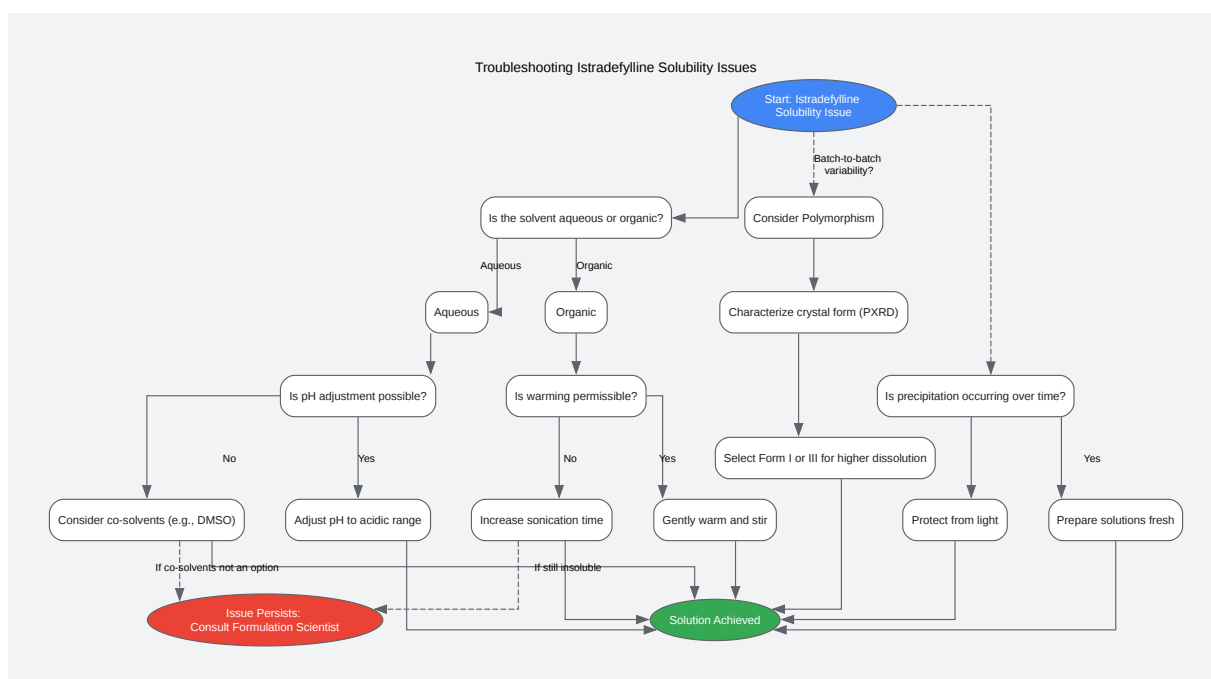 Troubleshooting Istradefylline Solubility Issues
Start: Istradefylline
Solubility Issue
Batch-to-batch
variability?
Is the solvent aqueous or organic?
Consider Polymorphism
Aqueous
Organic
Aqueous
Organic
Characterize crystal form (PXRD)
Is pH adjustment possible?
Is warming permissible?
Is precipitation occurring over time?
No
Yes
No
Yes
Select Form I or III for higher dissolution
Yes
Consider co-solvents (e.g., DMSO)
Adjust pH to acidic range
Increase sonication time
Gently warm and stir
Protect from light
Prepare solutions fresh
If co-solvents not an option
If still insoluble
Issue Persists:
Consult Formulation Scientist
Solution Achieved